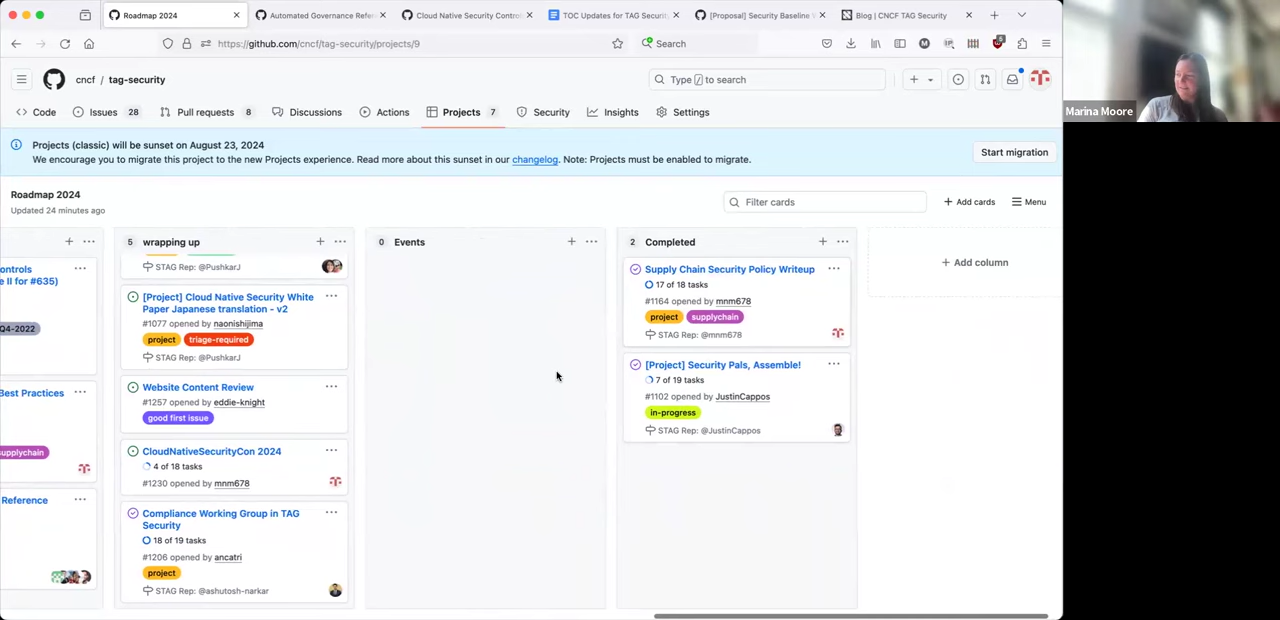 Roadmap 2024
Automated Governance Refer
Cloud Native Security Contro
TOC Updates for TAG Securit
[Proposal] Security Baseline
Blog | CNCF TAG Security
https://github.com/cncf/tag-security/projects/9
Search
5
cncf / tag-security
Type / to search
Code
Issues 28
Pull requests 8
Discussions
Actions
Projects 7
Security
Insights
Settings
Projects (classic) will be sunset on August 23, 2024
We encourage you to migrate this project to the new Projects experience. Read more about this sunset in our changelog. Note: Projects must be enabled to migrate.
Start migration
Roadmap 2024
Updated 24 minutes ago
Filter cards
Add cards
Menu
ontrols
e II for #635)
Q4-2022
Best Practices
supplychain
Reference
5 wrapping up
STAG Rep: @PushkarJ
[Project] Cloud Native Security White
Paper Japanese translation - v2
#1077 opened by naonishijima
project triage-required
STAG Rep: @PushkarJ
Website Content Review
#1257 opened by eddie-knight
good first issue
CloudNativeSecurityCon 2024
4 of 18 tasks
#1230 opened by mnm678
Compliance Working Group in TAG
Security
18 of 19 tasks
#1206 opened by ancatri
project
STAG Rep: @ashutosh-narkar
0 Events
2 Completed
Supply Chain Security Policy Writeup
17 of 18 tasks
#1164 opened by mnm678
project supplychain
STAG Rep: @mnm678
[Project] Security Pals, Assemble!
7 of 19 tasks
#1102 opened by JustinCappos
in-progress
STAG Rep: @JustinCappos
Add column
Marina Moore